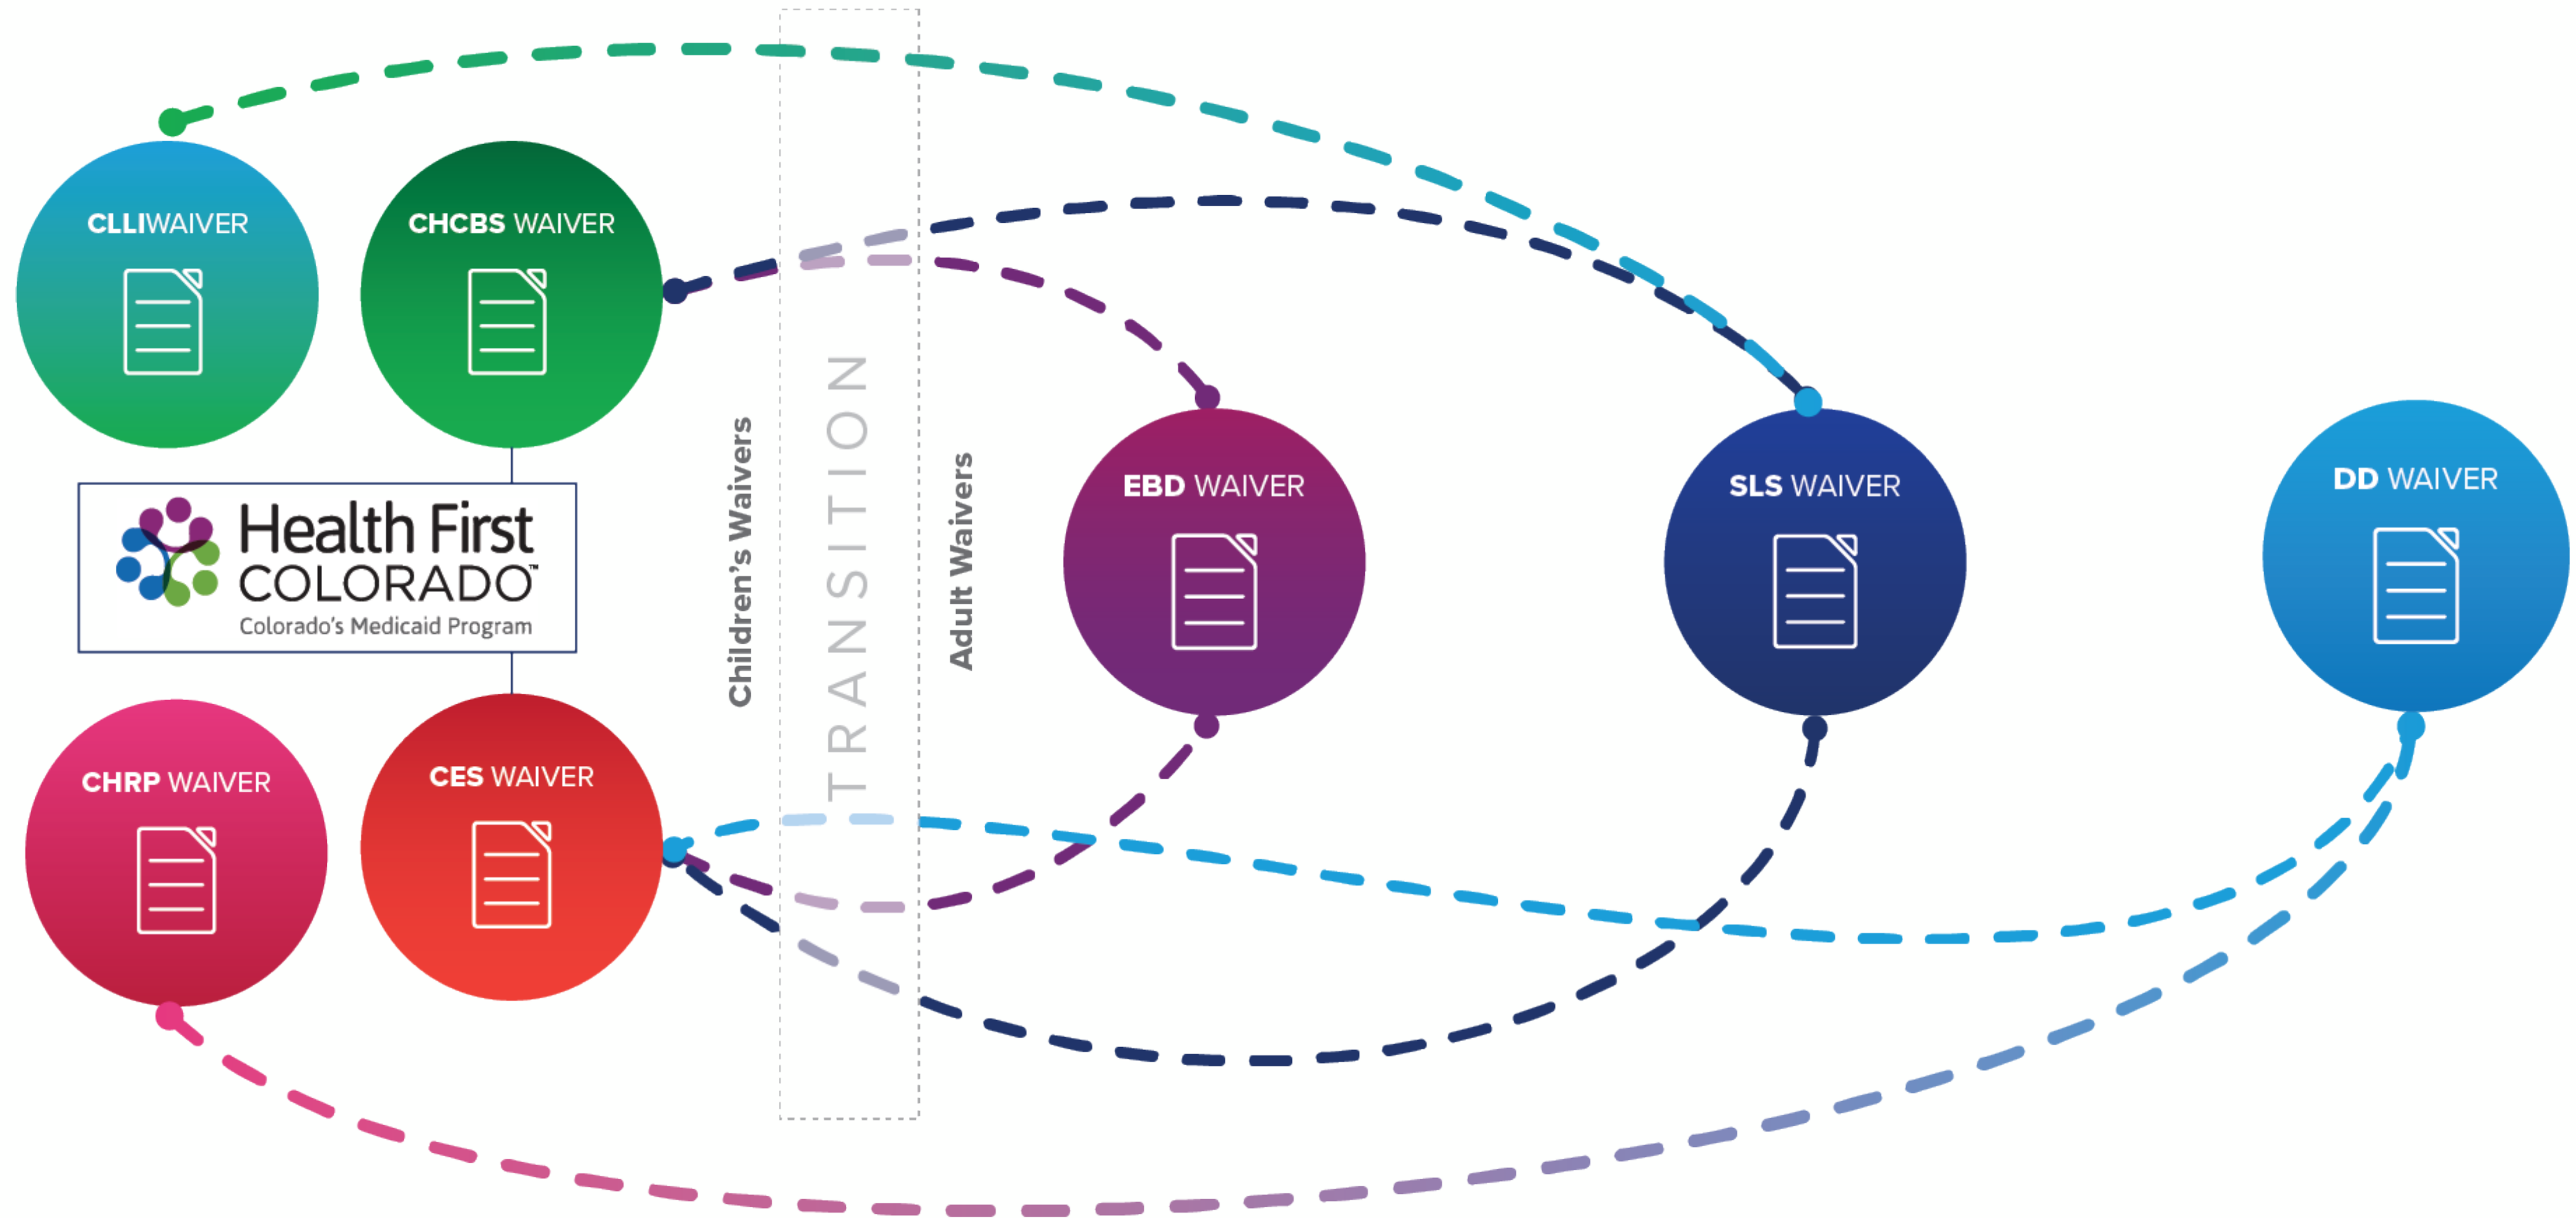 CLLIWAIVER
CHCBS WAIVER
Health First
COLORADO™
Colorado's Medicaid Program
CHRP WAIVER
CES WAIVER
Children's Waivers
TRANSITION
Adult Waivers
EBD WAIVER
SLS WAIVER
DD WAIVER